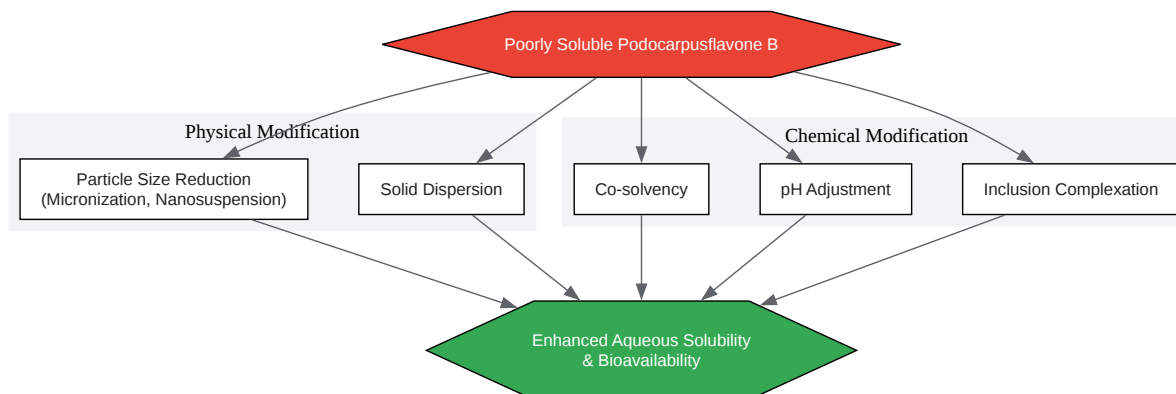 Poorly Soluble Podocarpusflavone B
Physical Modification
Chemical Modification
Particle Size Reduction
(Micronization, Nanosuspension)
Solid Dispersion
Co-solvency
pH Adjustment
Inclusion Complexation
Enhanced Aqueous Solubility
& Bioavailability